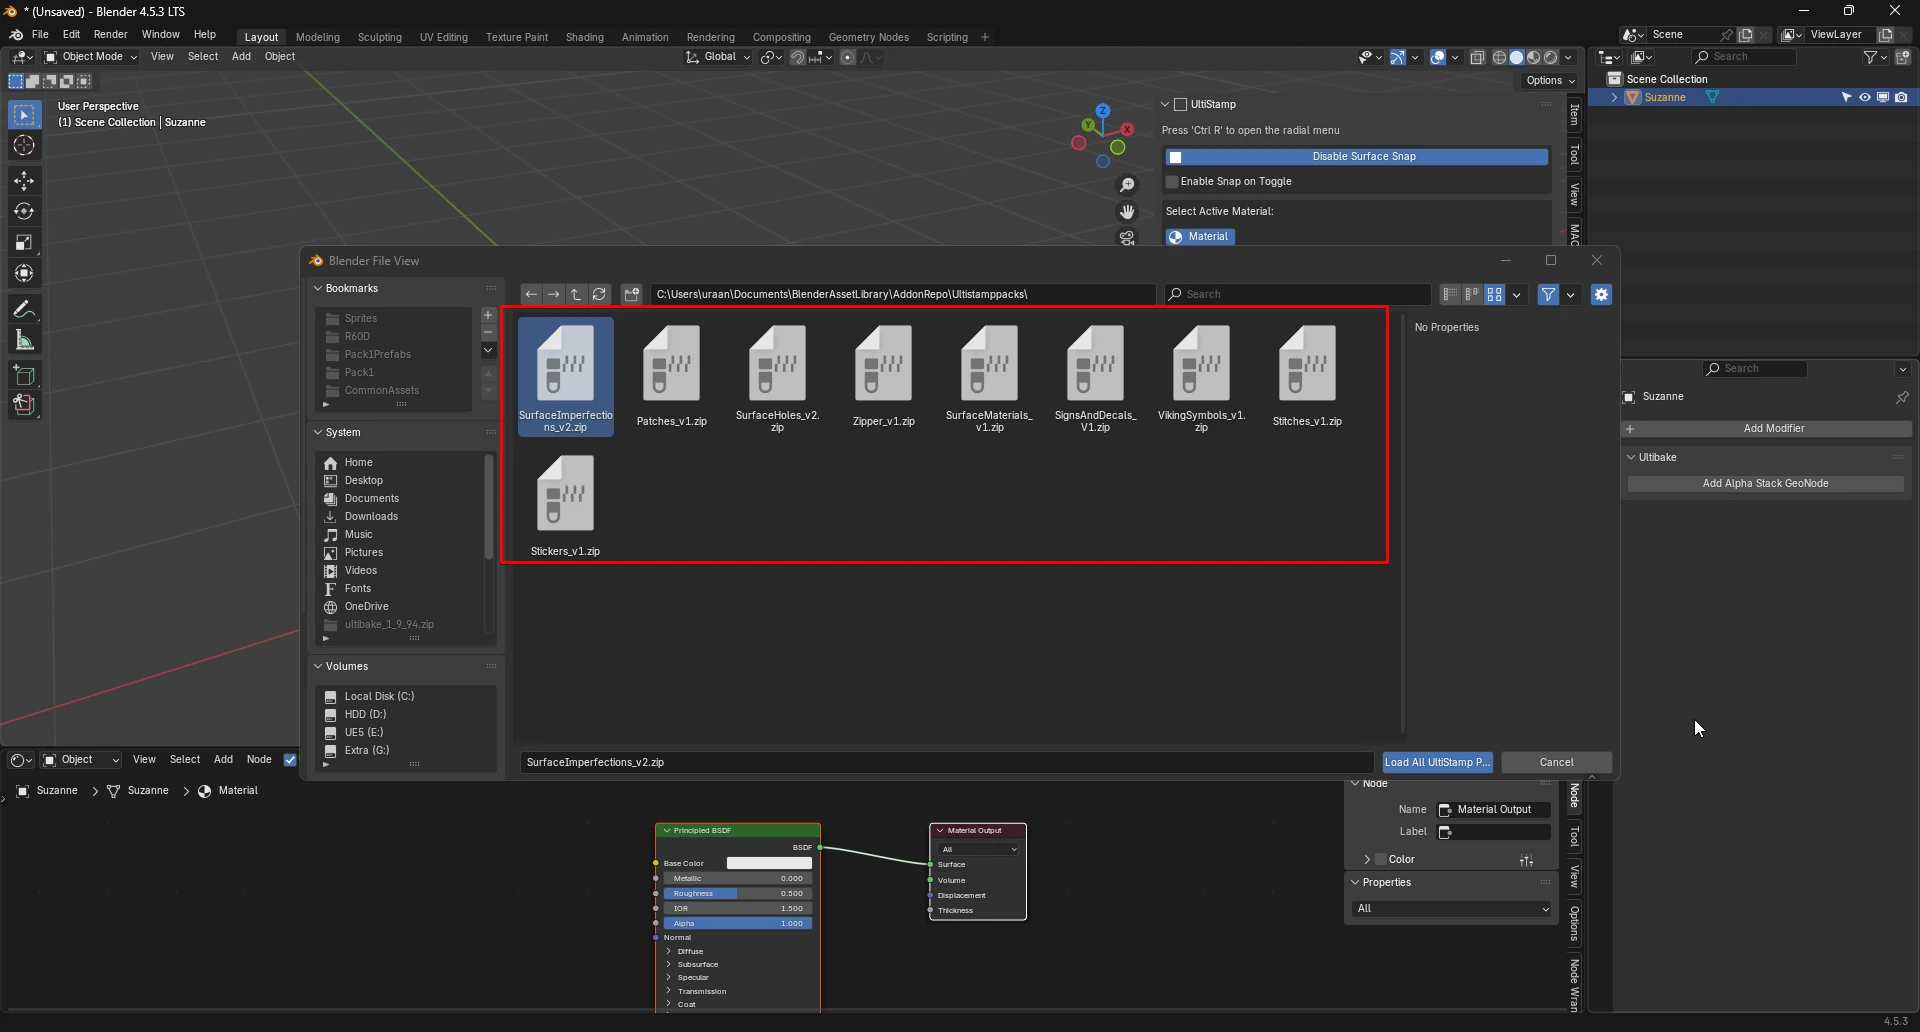 * (Unsaved) - Blender 4.5.3 LTS
File Edit Render Window Help Layout Modeling Sculpting UV Editing Texture Paint Shading Animation Rendering Compositing Geometry Nodes Scripting + Scene ViewLayer
Object Mode View Select Add Object Global Search
Options
Scene Collection
Suzanne
User Perspective
(1) Scene Collection | Suzanne
Z
Y
X
UltiStamp
Press 'Ctrl R' to open the radial menu
Disable Surface Snap
Enable Snap on Toggle
Select Active Material:
Material
Item
Tool
View
MAC
Blender File View
Bookmarks
Sprites
R60D
Pack1Prefabs
Pack1
CommonAssets
System
Home
Desktop
Documents
Downloads
Music
Pictures
Videos
Fonts
OneDrive
ultibake_1_9_94.zip
Volumes
Local Disk (C:)
HDD (D:)
UE5 (E:)
Extra (G:)
C:\Users\uraan\Documents\BlenderAssetLibrary\AddonRepo\Ultistamppacks\
Search
SurfaceImperfectio
ns_v2.zip
Patches_v1.zip
SurfaceHoles_v2.
zip
Zipper_v1.zip
SurfaceMaterials_
v1.zip
SignsAndDecals_
V1.zip
VikingSymbols_v1.
zip
Stitches_v1.zip
Stickers_v1.zip
No Properties
SurfaceImperfections_v2.zip
Load All UltiStamp P...
Cancel
Search
Suzanne
Add Modifier
Ultibake
Add Alpha Stack GeoNode
Object View Select Add Node
Suzanne > Suzanne > Material
Principled BSDF
BSDF
Base Color
Metallic 0.000
Roughness 0.500
IOR 1.500
Alpha 1.000
Normal
Diffuse
Subsurface
Specular
Transmission
Coat
Material Output
All
Surface
Volume
Displacement
Thickness
Node
Name Material Output
Label
Color
Properties
All
Node
Tool
View
Options
Node Wran
4.5.3